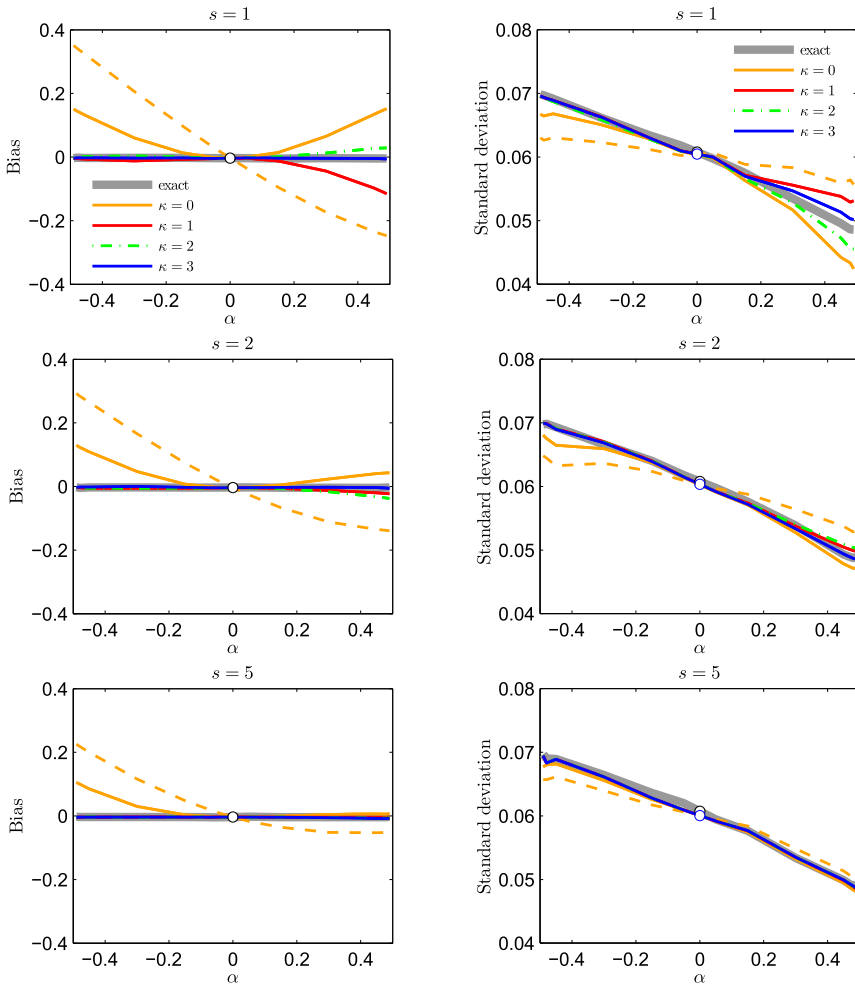 s = 1
0.4
0.2
0
−0.2
−0.4
Bias
exact
κ = 0
κ = 1
κ = 2
κ = 3
−0.4 −0.2 0 0.2 0.4
α
s = 1
0.08
0.07
0.06
0.05
0.04
Standard deviation
exact
κ = 0
κ = 1
κ = 2
κ = 3
−0.4 −0.2 0 0.2 0.4
α
s = 2
0.4
0.2
0
−0.2
−0.4
Bias
−0.4 −0.2 0 0.2 0.4
α
s = 2
0.08
0.07
0.06
0.05
0.04
Standard deviation
−0.4 −0.2 0 0.2 0.4
α
s = 5
0.4
0.2
0
−0.2
−0.4
Bias
−0.4 −0.2 0 0.2 0.4
α
s = 5
0.08
0.07
0.06
0.05
0.04
Standard deviation
−0.4 −0.2 0 0.2 0.4
α